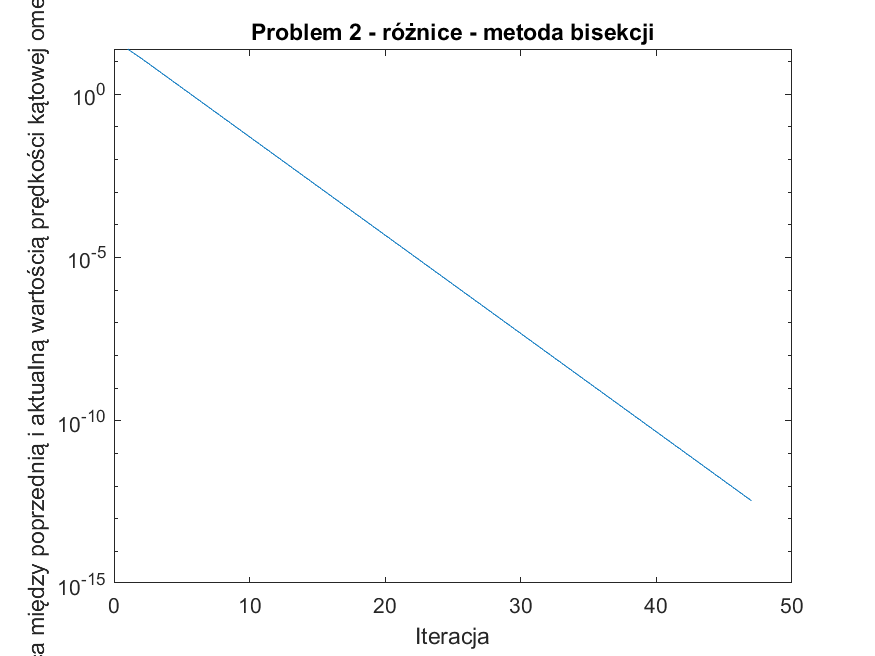 Problem 2 - różnice - metoda bisekcji
między poprzednią i aktualną wartością prędkości kątowej
10^0
10^-5
10^-10
10^-15
0 10 20 30 40 50
Iteracja